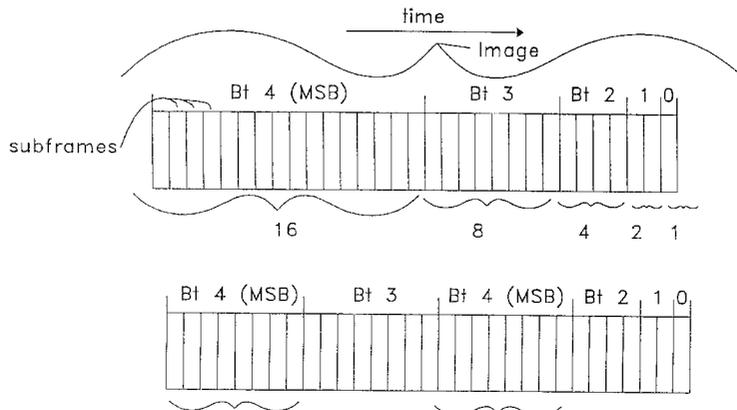 time
Image
Bt 4 (MSB) Bt 3 Bt 2 1 0
subframes
16 8 4 2 1
Bt 4 (MSB) Bt 3 Bt 4 (MSB) Bt 2 1 0